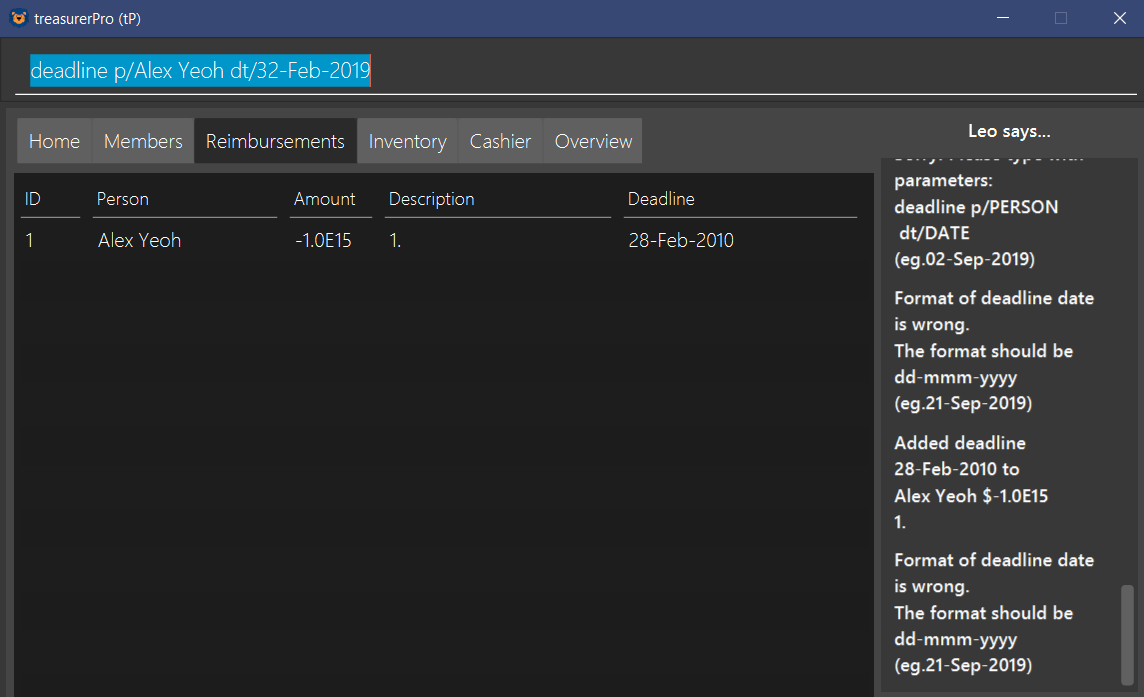 treasurerPro (tP)
deadline p/Alex Yeoh dt/32-Feb-2019
Home Members Reimbursements Inventory Cashier Overview
ID Person Amount Description Deadline
1 Alex Yeoh -1.0E15 1. 28-Feb-2010
Leo says...
parameters:
deadline p/PERSON
dt/DATE
(eg.02-Sep-2019)
Format of deadline date
is wrong.
The format should be
dd-mmm-yyyy
(eg.21-Sep-2019)
Added deadline
28-Feb-2010 to
Alex Yeoh $-1.0E15
1.
Format of deadline date
is wrong.
The format should be
dd-mmm-yyyy
(eg.21-Sep-2019)